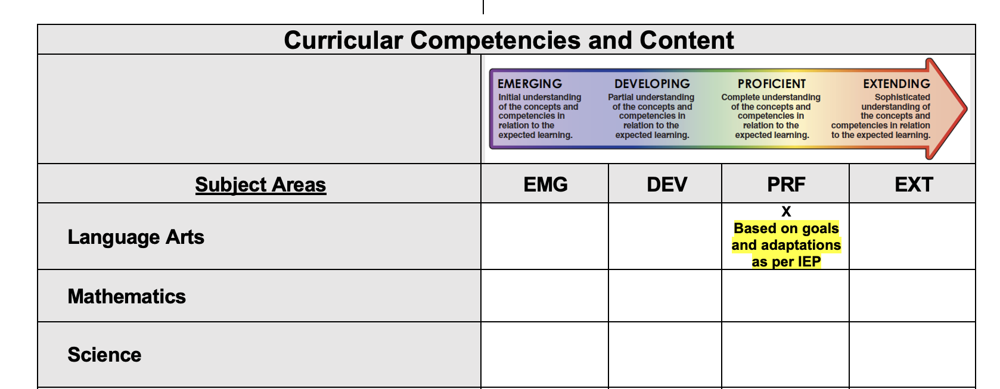 Curricular Competencies and Content
EMERGING
Initial understanding
of the concepts and
competencies in
relation to the
expected learning.
DEVELOPING
Partial understanding
of the concepts and
competencies in
relation to the
expected learning.
PROFICIENT
Complete understanding
of the concepts and
competencies in
relation to the
expected learning.
EXTENDING
Sophisticated
understanding of
the concepts and
competencies in relation
to the expected learning.
Subject Areas EMG DEV PRF EXT
Language Arts
X
Based on goals
and adaptations
as per IEP
Mathematics
Science